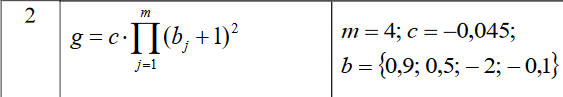 2
g = c·∏_{j=1}^{m}(b_j + 1)²
m = 4; c = −0,045;
b = {0,9; 0,5; − 2; − 0,1}